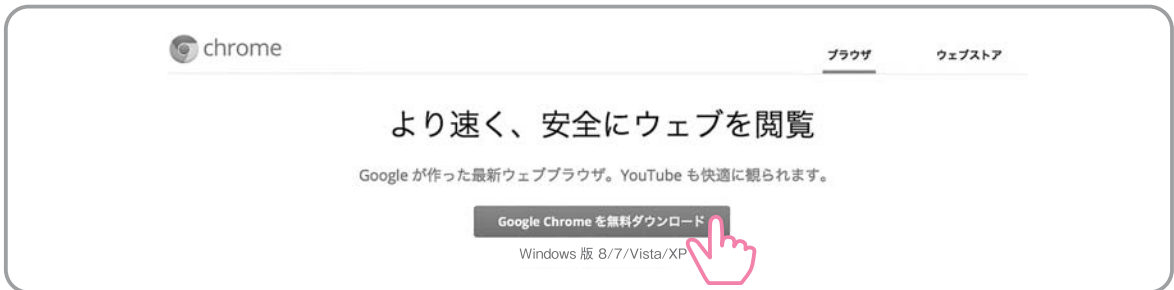 chrome
ブラウザ ウェブストア
より速く、安全にウェブを閲覧
Google が作った最新ウェブブラウザ。YouTube も快適に観られます。
Google Chrome を無料ダウンロード
Windows 版 8/7/Vista/XP